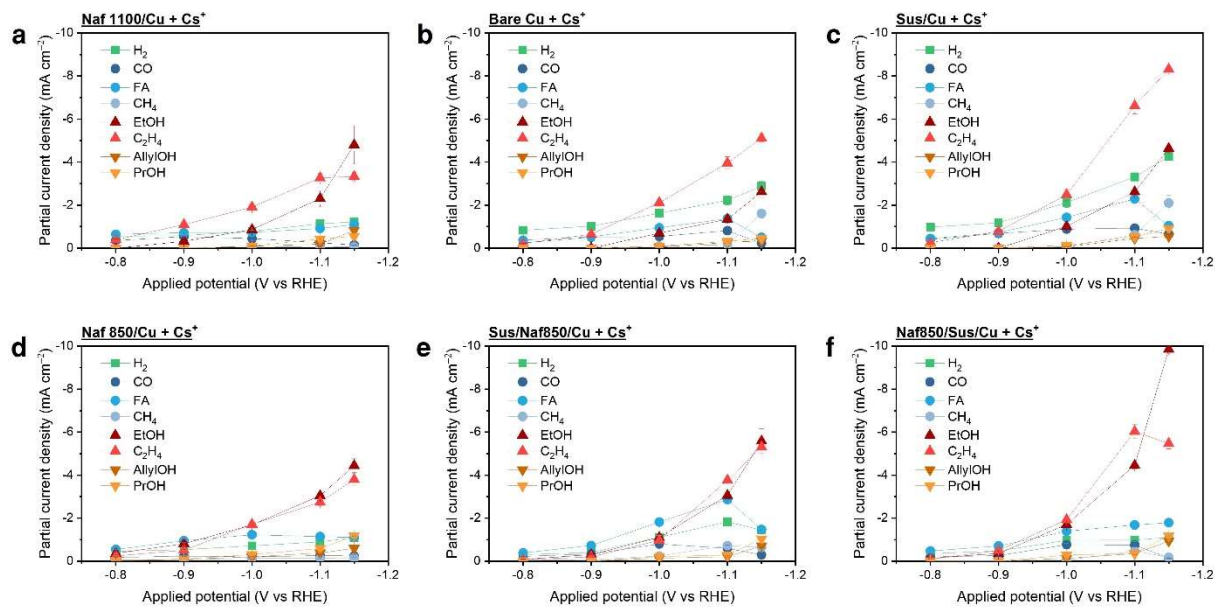 Naf 1100/Cu + Cs⁺
a
-10
-8
-6
-4
-2
0
Partial current density (mA cm⁻²)
H₂
CO
FA
CH₄
EtOH
C₂H₄
AllylOH
PrOH
-0.8 -0.9 -1.0 -1.1 -1.2
Applied potential (V vs RHE)
Bare Cu + Cs⁺
b
-10
-8
-6
-4
-2
0
Partial current density (mA cm⁻²)
H₂
CO
FA
CH₄
EtOH
C₂H₄
AllylOH
PrOH
-0.8 -0.9 -1.0 -1.1 -1.2
Applied potential (V vs RHE)
Sus/Cu + Cs⁺
c
-10
-8
-6
-4
-2
0
Partial current density (mA cm⁻²)
H₂
CO
FA
CH₄
EtOH
C₂H₄
AllylOH
PrOH
-0.8 -0.9 -1.0 -1.1 -1.2
Applied potential (V vs RHE)
Naf 850/Cu + Cs⁺
d
-10
-8
-6
-4
-2
0
Partial current density (mA cm⁻²)
H₂
CO
FA
CH₄
EtOH
C₂H₄
AllylOH
PrOH
-0.8 -0.9 -1.0 -1.1 -1.2
Applied potential (V vs RHE)
Sus/Naf850/Cu + Cs⁺
e
-10
-8
-6
-4
-2
0
Partial current density (mA cm⁻²)
H₂
CO
FA
CH₄
EtOH
C₂H₄
AllylOH
PrOH
-0.8 -0.9 -1.0 -1.1 -1.2
Applied potential (V vs RHE)
Naf850/Sus/Cu + Cs⁺
f
-10
-8
-6
-4
-2
0
Partial current density (mA cm⁻²)
H₂
CO
FA
CH₄
EtOH
C₂H₄
AllylOH
PrOH
-0.8 -0.9 -1.0 -1.1 -1.2
Applied potential (V vs RHE)